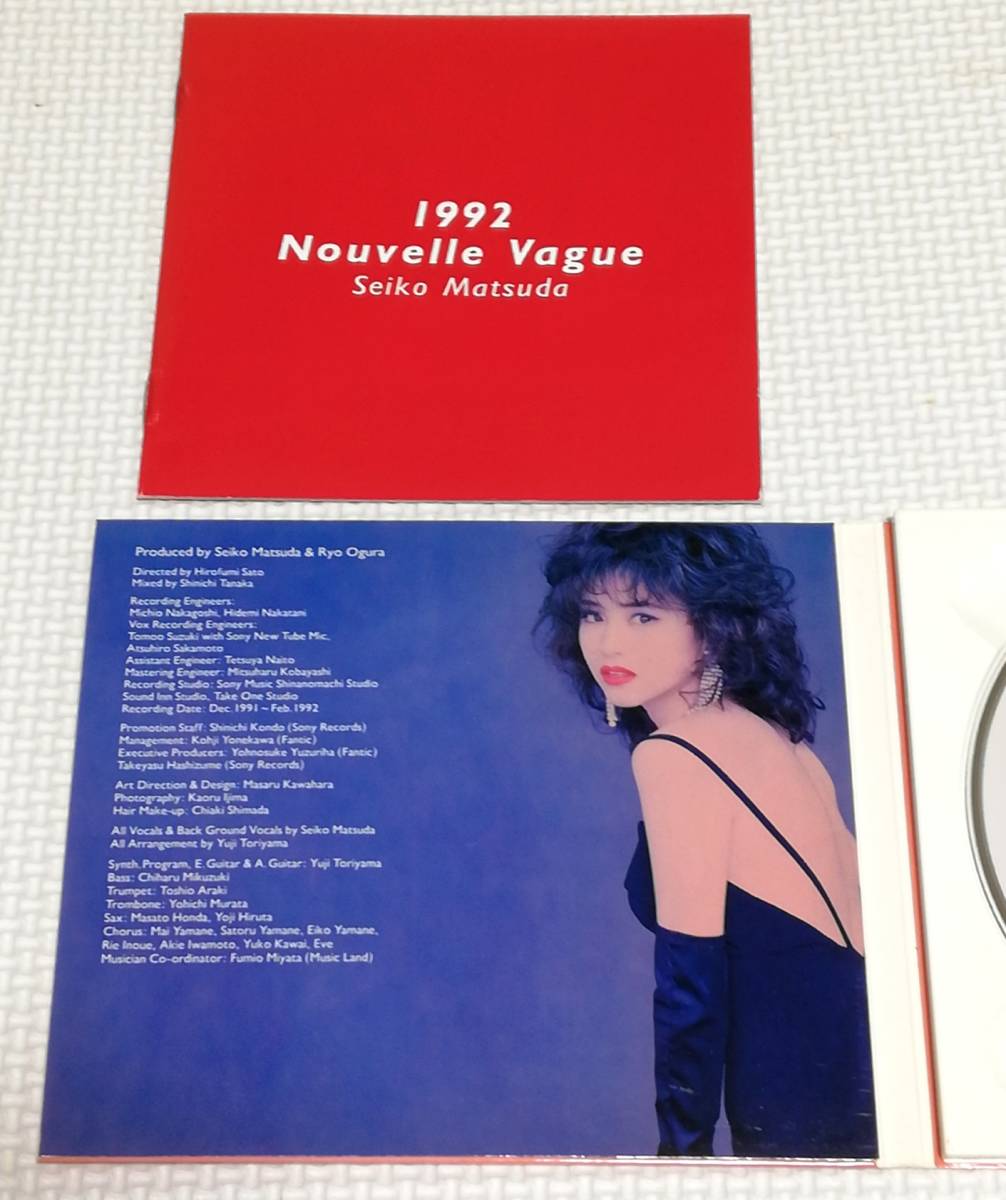 1992
Nouvelle Vague
Seiko Matsuda
Produced by Seiko Matsuda & Ryo Ogura
Directed by Hirofumi Sato
Mixed by Shinichi Tanaka
Recording Engineers:
Michio Nakagoshi, Hidemi Nakatani
Vox Recording Engineers:
Tomoo Suzuki with Sony New Tube Mic.
Atsuhiro Sakamoto
Assistant Engineer: Tetsuya Naito
Mastering Engineer: Mitsuharu Kobayashi
Recording Studio: Sony Music Shinanomachi Studio
Sound Inn Studio, Take One Studio
Recording Date: Dec. 1991~Feb. 1992
Promotion Staff: Shinichi Kondo (Sony Records)
Management: Kohji Yonekawa (Fantic)
Executive Producers: Yohnosuke Yuzuriha (Fantic)
Takeyasu Hashizume (Sony Records)
Art Direction & Design: Masaru Kawahara
Photography: Kaoru Ijima
Hair Make-up: Chiaki Shimada
All Vocals & Back Ground Vocals by Seiko Matsuda
All Arrangement by Yuji Toriyama
Synth. Program, E. Guitar & A. Guitar: Yuji Toriyama
Bass: Chiharu Mikuzuki
Trumpet: Toshio Araki
Trombone: Yohichi Murata
Sax: Masato Honda, Yoji Hiruta
Chorus: Mai Yamane, Satoru Yamane, Eiko Yamane,
Rie Inoue, Akie Iwamoto, Yuko Kawai, Eve
Musician Co-ordinator: Fumio Miyata (Music Land)